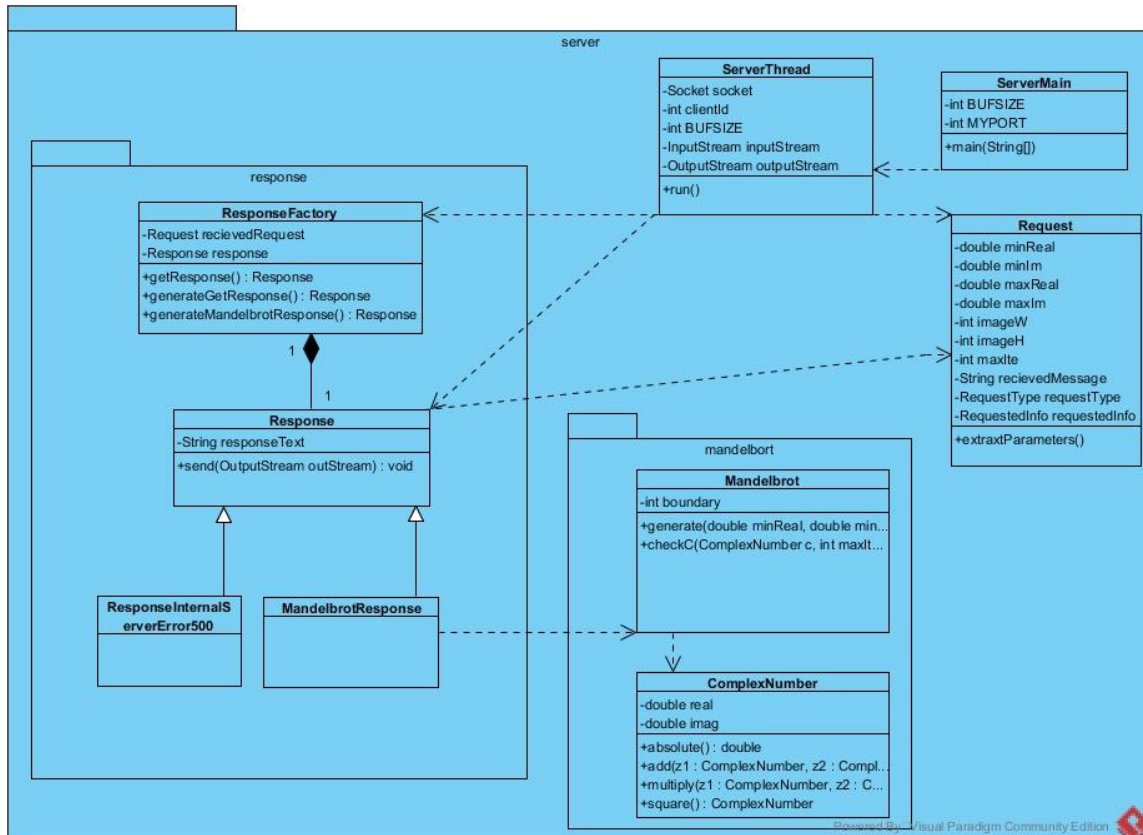 server
ServerThread
-Socket socket
-int clientId
-int BUFSIZE
-InputStream inputStream
-OutputStream outputStream
+run()
ServerMain
-int BUFSIZE
-int MYPORT
+main(String[])
response
ResponseFactory
-Request recievedRequest
-Response response
+getResponse() : Response
+generateGetResponse() : Response
+generateMandelbrotResponse() : Response
1
1
Request
-double minReal
-double minIm
-double maxReal
-double maxIm
-int imageW
-int imageH
-int maxIte
-String recievedMessage
-RequestType requestType
-RequestedInfo requestedInfo
+extraxtParameters()
Response
-String responseText
+send(OutputStream outStream) : void
ResponseInternalS
erverError500
MandelbrotResponse
mandelbort
Mandelbrot
-int boundary
+generate(double minReal, double min...
+checkC(ComplexNumber c, int maxIt...
ComplexNumber
-double real
-double imag
+absolute() : double
+add(z1 : ComplexNumber, z2 : Compl...
+multiply(z1 : ComplexNumber, z2 : C...
+square() : ComplexNumber
Powered By Visual Paradigm Community Edition